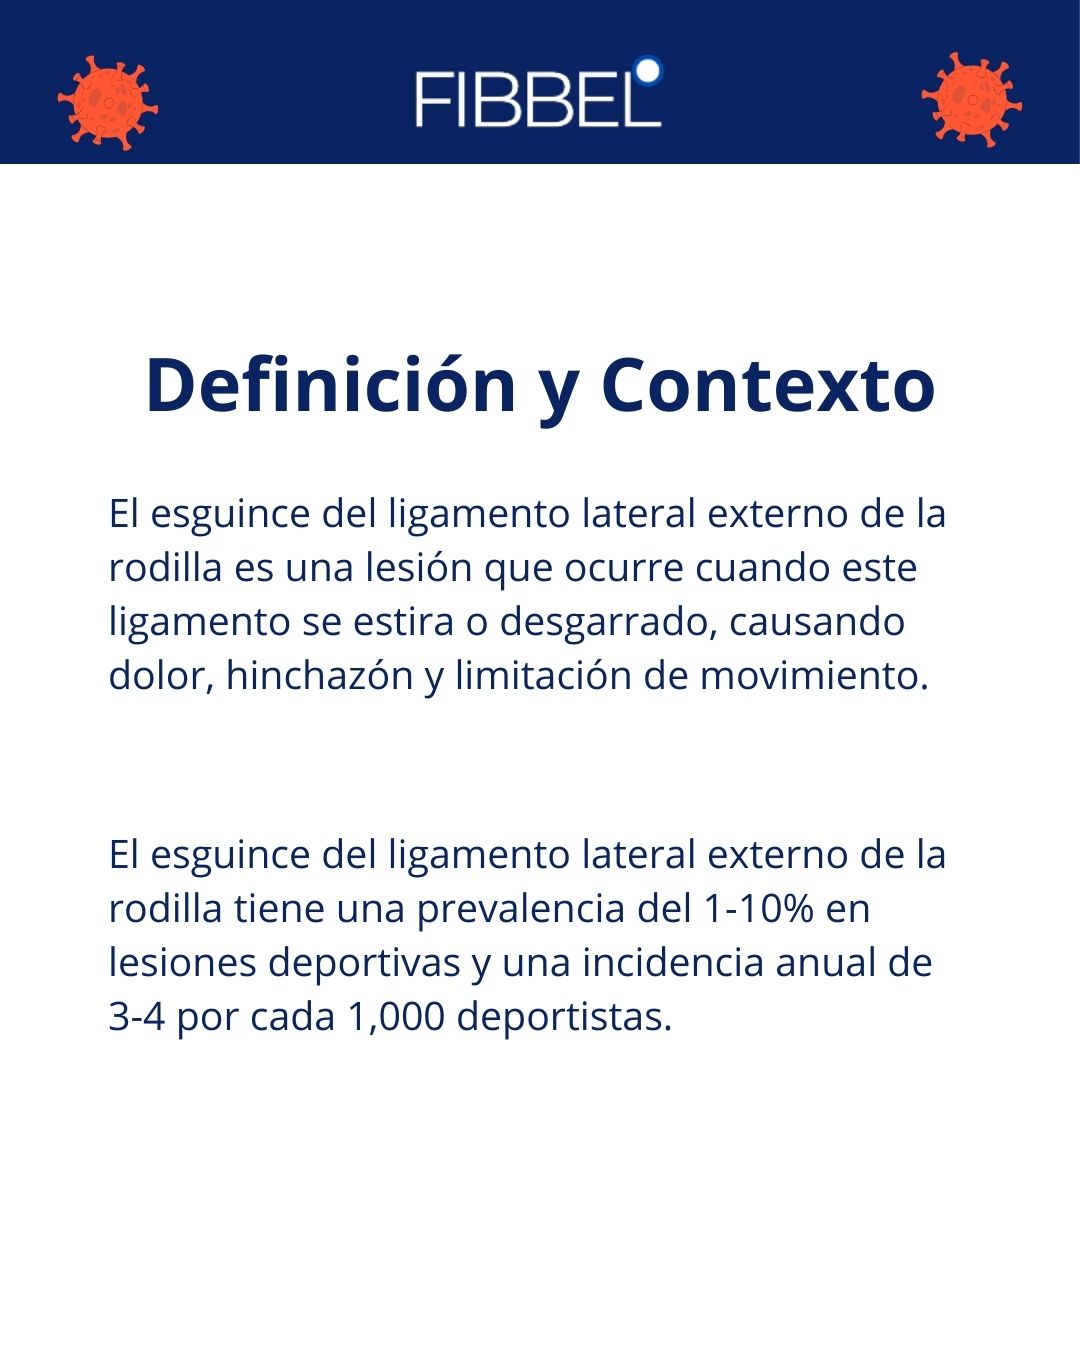 FIBBEL
Definición y Contexto
El esguince del ligamento lateral externo de la
rodilla es una lesión que ocurre cuando este
ligamento se estira o desgarrado, causando
dolor, hinchazón y limitación de movimiento.
El esguince del ligamento lateral externo de la
rodilla tiene una prevalencia del 1-10% en
lesiones deportivas y una incidencia anual de
3-4 por cada 1,000 deportistas.